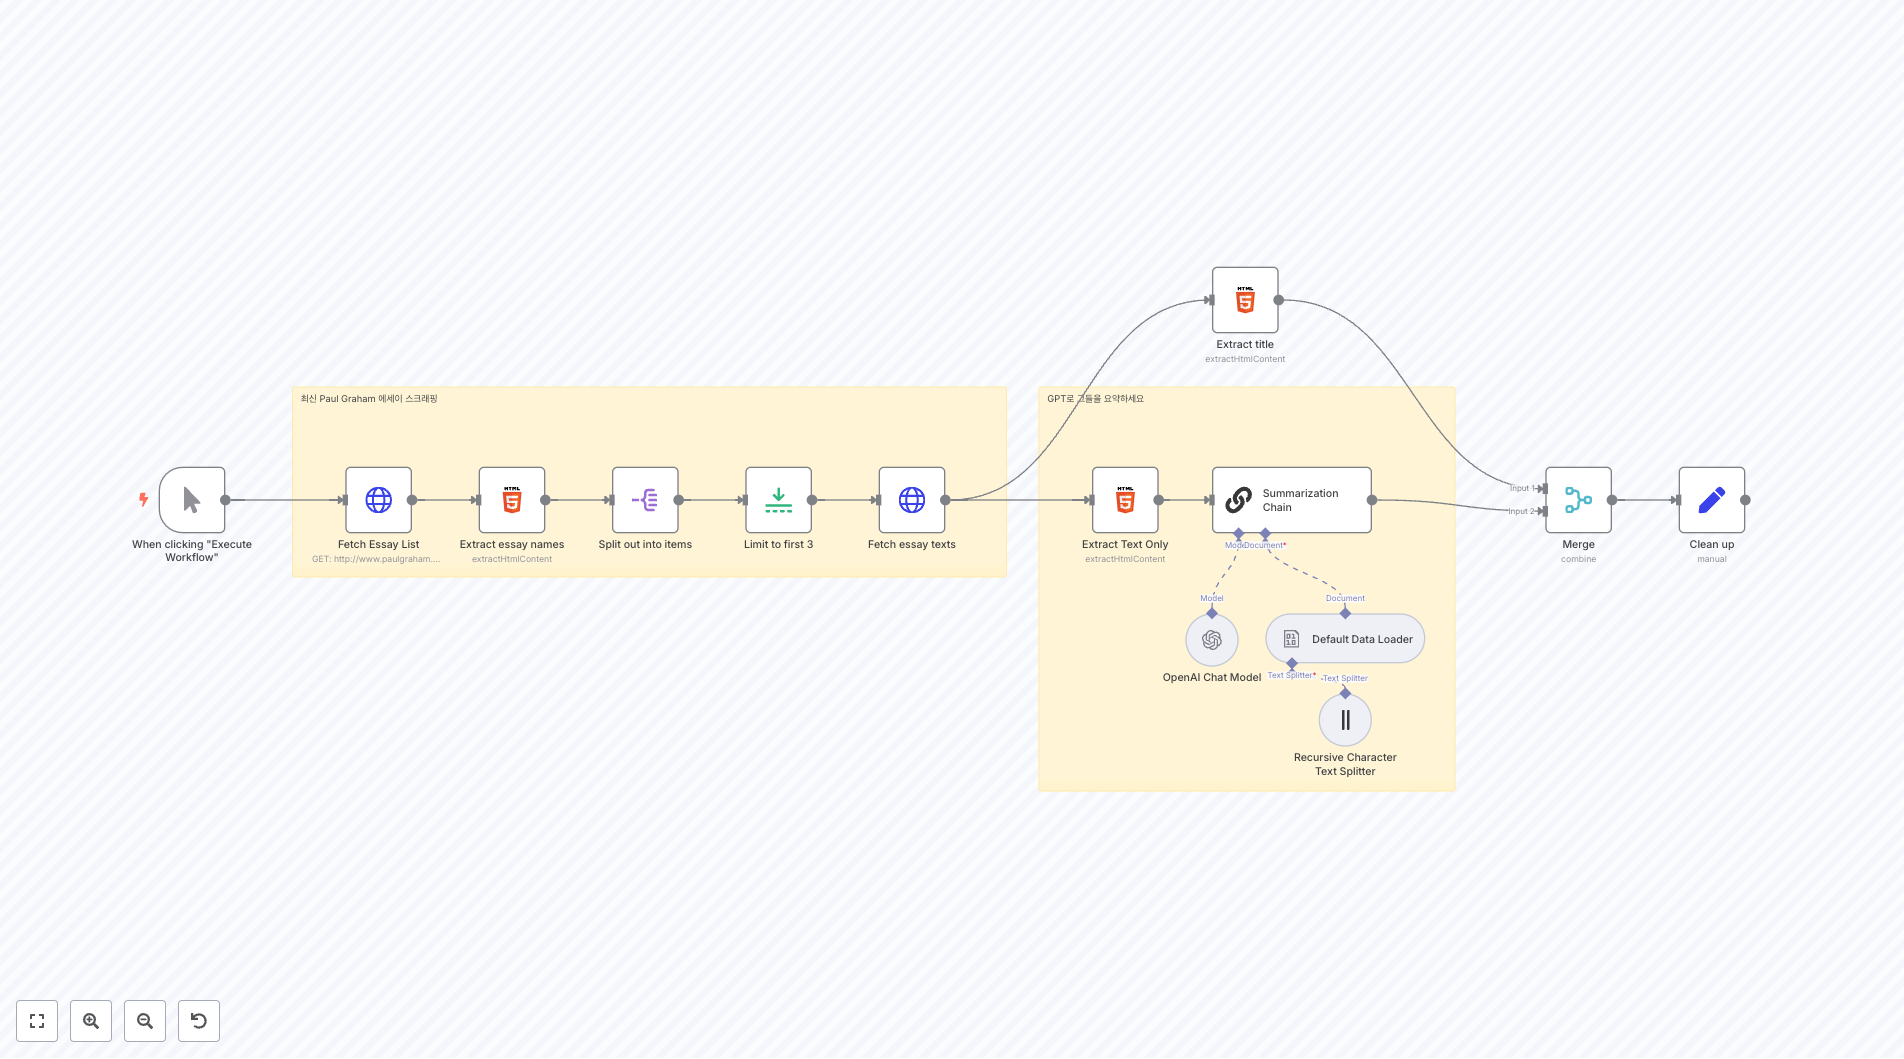 HTML
Extract title
extractHtmlContent
최신 Paul Graham 에세이 스크래핑
GPT로 그들을 요약하세요
When clicking "Execute
Workflow"
Fetch Essay List
GET: http://www.paulgraham....
HTML
Extract essay names
extractHtmlContent
Split out into items
Limit to first 3
Fetch essay texts
HTML
Extract Text Only
extractHtmlContent
Summarization
Chain
Document*
Model
Document
OpenAI Chat Model
Default Data Loader
Text Splitter*
Text Splitter
Recursive Character
Text Splitter
Input 1
Input 2
Merge
combine
Clean up
manual